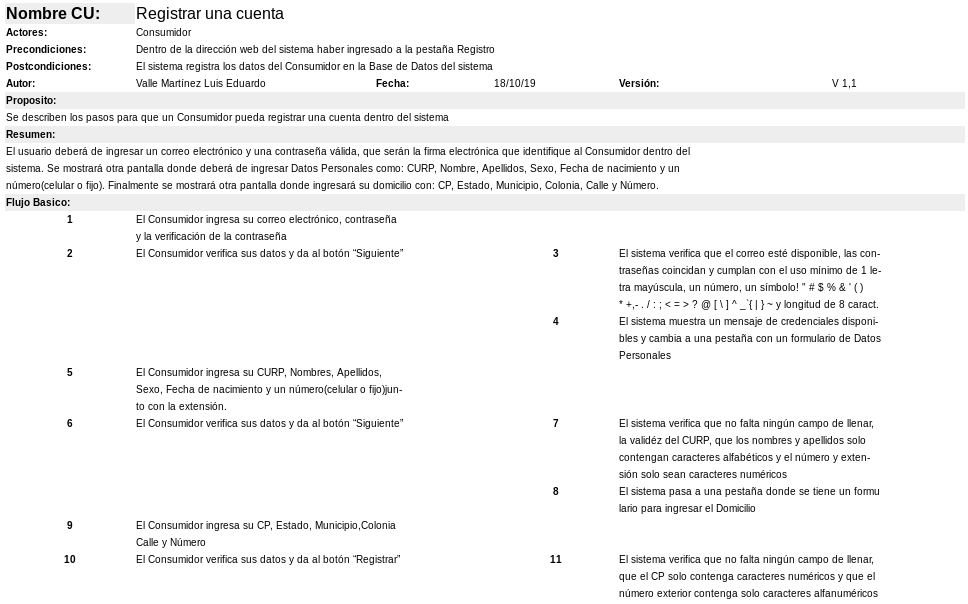 Nombre CU: Registrar una cuenta
Actores: Consumidor
Precondiciones: Dentro de la dirección web del sistema haber ingresado a la pestaña Registro
Postcondiciones: El sistema registra los datos del Consumidor en la Base de Datos del sistema
Autor: Valle Martínez Luis Eduardo Fecha: 18/10/19 Versión: V 1,1
Proposito:
Se describen los pasos para que un Consumidor pueda registrar una cuenta dentro del sistema
Resumen:
El usuario deberá de ingresar un correo electrónico y una contraseña válida, que serán la firma electrónica que identifique al Consumidor dentro del
sistema. Se mostrará otra pantalla donde deberá de ingresar Datos Personales como: CURP, Nombre, Apellidos, Sexo, Fecha de nacimiento y un
número(celular o fijo). Finalmente se mostrará otra pantalla donde ingresará su domicilio con: CP, Estado, Municipio, Colonia, Calle y Número.
Flujo Basico:
1 El Consumidor ingresa su correo electrónico, contraseña
y la verificación de la contraseña
2 El Consumidor verifica sus datos y da al botón “Siguiente”
3 El sistema verifica que el correo esté disponible, las con-
traseñas coincidan y cumplan con el uso mínimo de 1 le-
tra mayúscula, un número, un símbolo! " # $ % & ' ( )
* +,- . / : ; < = > ? @ [ \ ] ^ _`{ | } ~ y longitud de 8 caract.
4 El sistema muestra un mensaje de credenciales disponi-
bles y cambia a una pestaña con un formulario de Datos
Personales
5 El Consumidor ingresa su CURP, Nombres, Apellidos,
Sexo, Fecha de nacimiento y un número(celular o fijo)jun-
to con la extensión.
6 El Consumidor verifica sus datos y da al botón “Siguiente”
7 El sistema verifica que no falta ningún campo de llenar,
la validéz del CURP, que los nombres y apellidos solo
contengan caracteres alfabéticos y el número y exten-
sión solo sean caracteres numéricos
8 El sistema pasa a una pestaña donde se tiene un formu
lario para ingresar el Domicilio
9 El Consumidor ingresa su CP, Estado, Municipio,Colonia
Calle y Número
10 El Consumidor verifica sus datos y da al botón “Registrar”
11 El sistema verifica que no falta ningún campo de llenar,
que el CP solo contenga caracteres numéricos y que el
número exterior contenga solo caracteres alfanuméricos